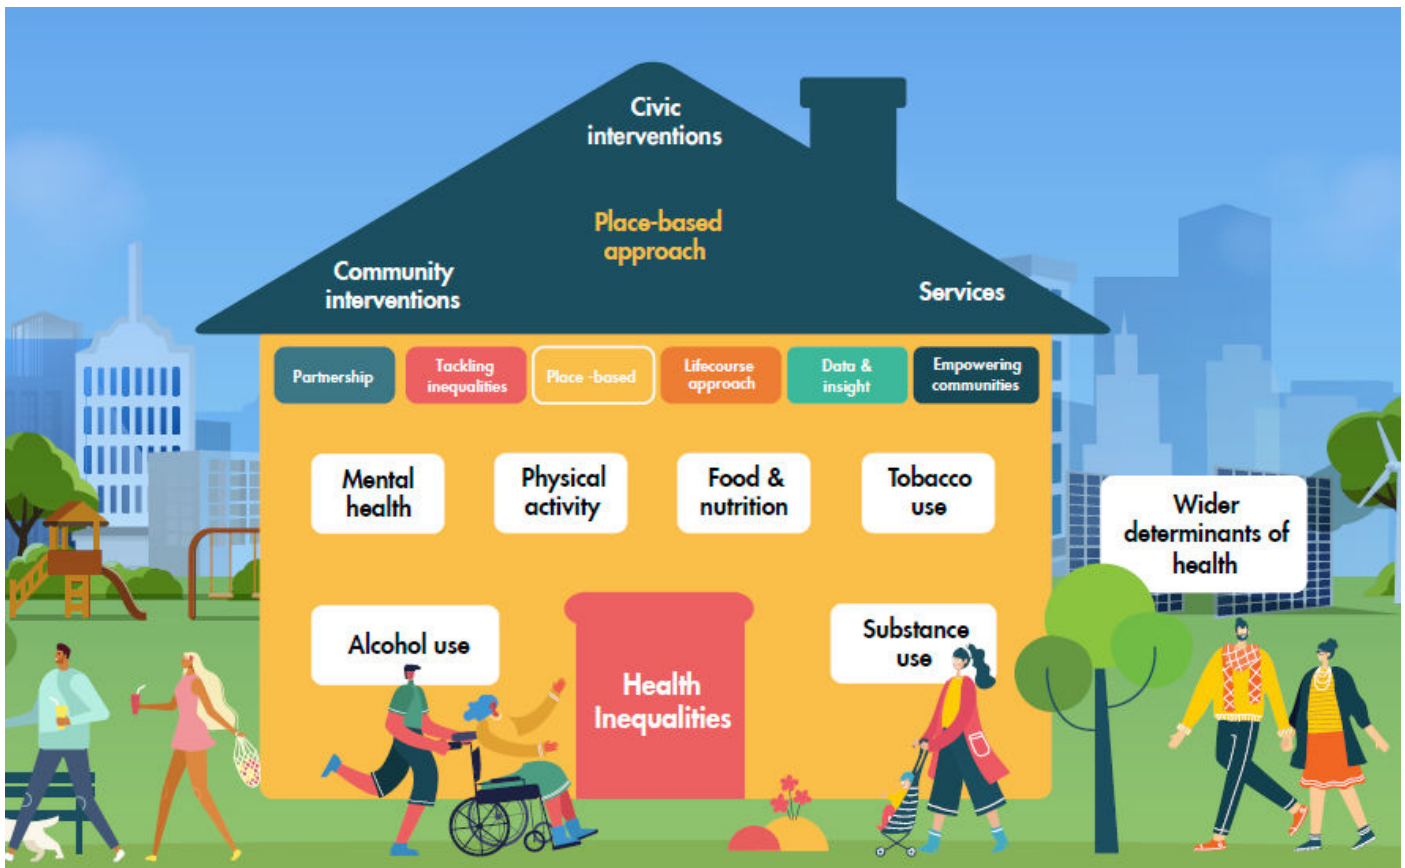 Civic
interventions
Place-based
approach
Community
interventions
Services
Partnership
Tackling
inequalities
Place -based
Lifecourse
approach
Data &
insight
Empowering
communities
Mental
health
Physical
activity
Food &
nutrition
Tobacco
use
Wider
determinants of
health
Alcohol use
Substance
use
Health
Inequalities